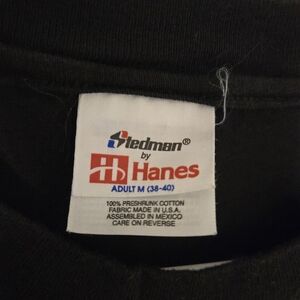 Stedman®
by
Hanes
ADULT M (38-40)
100% PRESHRUNK COTTON
FABRIC MADE IN U.S.A.
ASSEMBLED IN MEXICO
CARE ON REVERSE